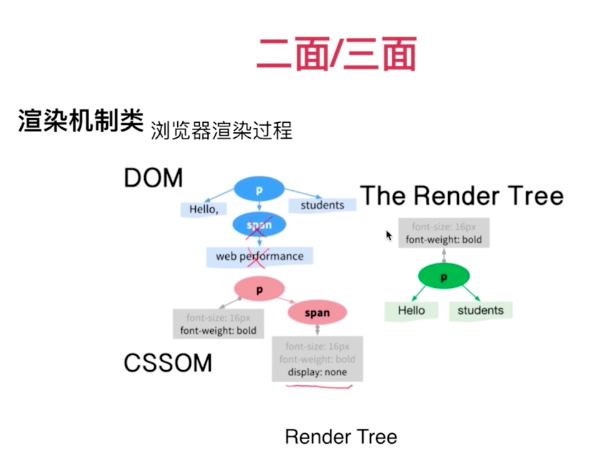 二面/三面
渲染机制类 浏览器渲染过程
DOM
p
Hello,
students
span
web performance
p
font-size: 16px
font-weight: bold
span
font-size: 16px
font-weight: bold
display: none
CSSOM
The Render Tree
font-size: 16px
font-weight: bold
p
Hello
students
Render Tree